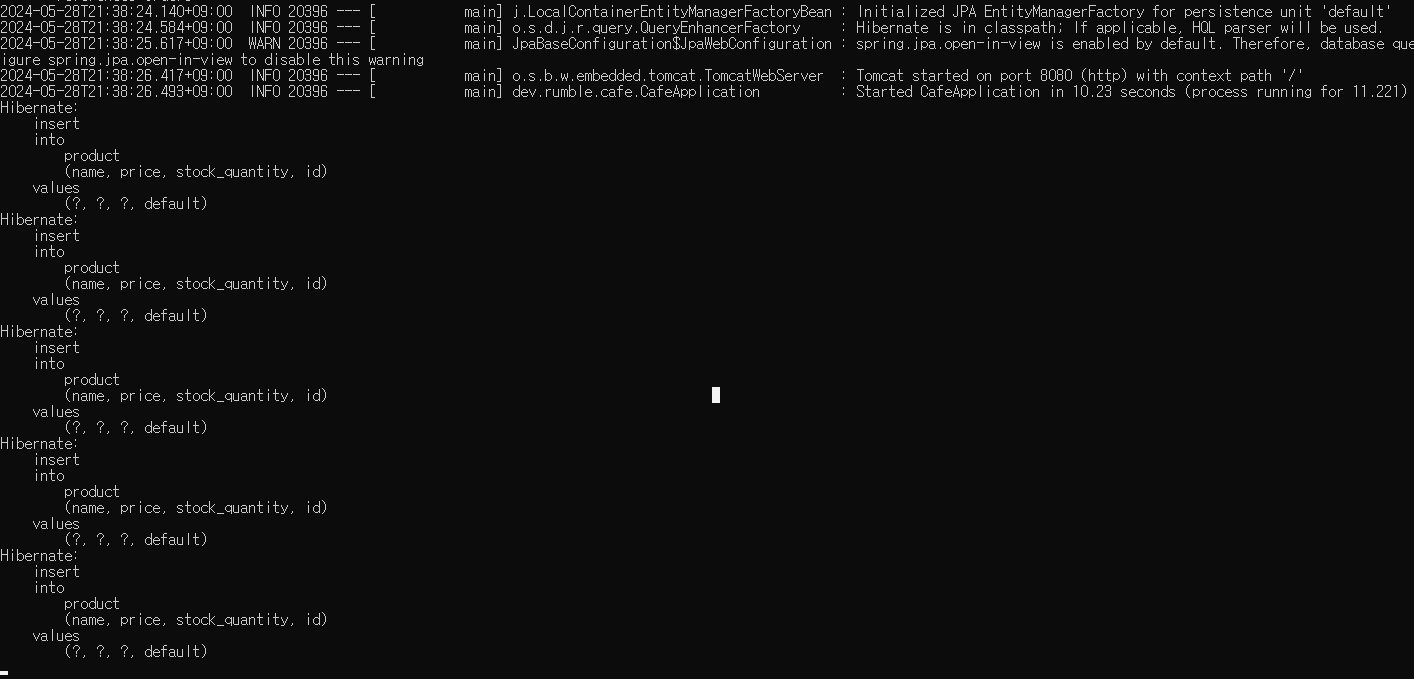 2024-05-28T21:38:24.140+09:00  INFO 20396 --- [           main] j.LocalContainerEntityManagerFactoryBean : Initialized JPA EntityManagerFactory for persistence unit 'default'
2024-05-28T21:38:24.584+09:00  INFO 20396 --- [           main] o.s.d.j.r.query.QueryEnhancerFactory     : Hibernate is in classpath; If applicable, HQL parser will be used.
2024-05-28T21:38:25.617+09:00  WARN 20396 --- [           main] JpaBaseConfiguration$JpaWebConfiguration : spring.jpa.open-in-view is enabled by default. Therefore, database que
igure spring.jpa.open-in-view to disable this warning
2024-05-28T21:38:26.417+09:00  INFO 20396 --- [           main] o.s.b.w.embedded.tomcat.TomcatWebServer  : Tomcat started on port 8080 (http) with context path '/'
2024-05-28T21:38:26.493+09:00  INFO 20396 --- [           main] dev.rumble.cafe.CafeApplication          : Started CafeApplication in 10.23 seconds (process running for 11.221)
Hibernate:
    insert
    into
        product
        (name, price, stock_quantity, id)
    values
        (?, ?, ?, default)
Hibernate:
    insert
    into
        product
        (name, price, stock_quantity, id)
    values
        (?, ?, ?, default)
Hibernate:
    insert
    into
        product
        (name, price, stock_quantity, id)
    values
        (?, ?, ?, default)
Hibernate:
    insert
    into
        product
        (name, price, stock_quantity, id)
    values
        (?, ?, ?, default)
Hibernate:
    insert
    into
        product
        (name, price, stock_quantity, id)
    values
        (?, ?, ?, default)